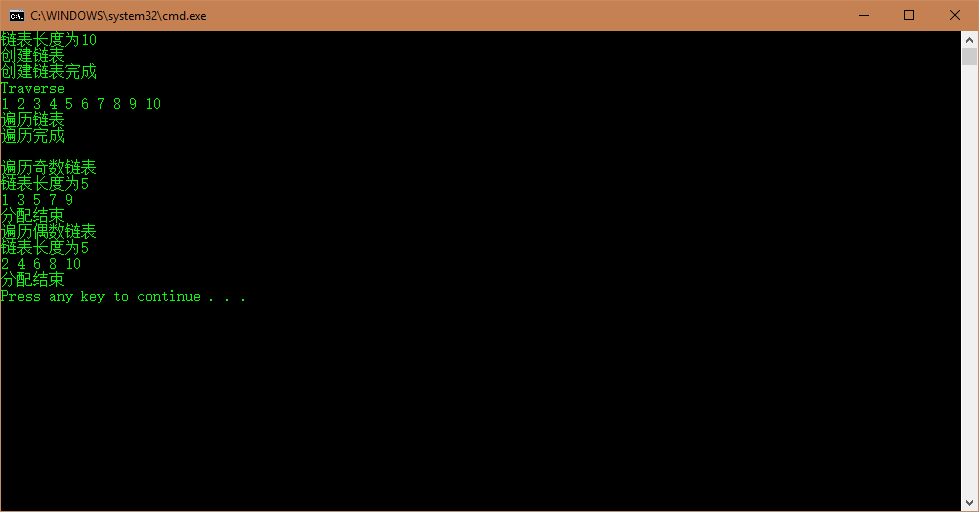 C:\WINDOWS\system32\cmd.exe
链表长度为10
创建链表
创建链表完成
Traverse
1 2 3 4 5 6 7 8 9 10
遍历链表
遍历完成
遍历奇数链表
链表长度为5
1 3 5 7 9
分配结束
遍历偶数链表
链表长度为5
2 4 6 8 10
分配结束
Press any key to continue . . .